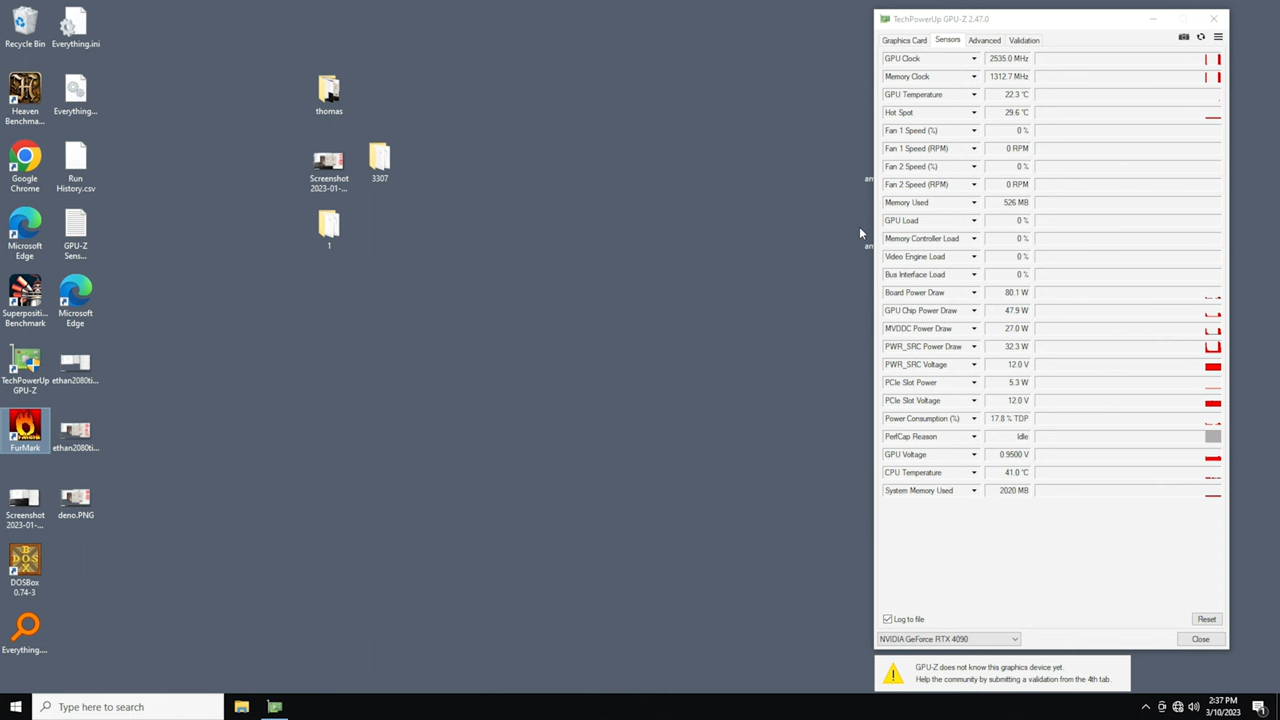 Recycle Bin
Everything.ini
Heaven
Benchma...
Everything...
Google
Chrome
Run
History.csv
Microsoft
Edge
GPU-Z
Sens...
Superpositi...
Benchmark
Microsoft
Edge
TechPowerUp
GPU-Z
ethan2080ti...
FurMark
ethan2080ti...
Screenshot
2023-01-...
deno.PNG
DOS
BOX
DOSBox
0.74-3
Everything....
thomas
Screenshot
2023-01-...
3307
1
an
an
TechPowerUp GPU-Z 2.47.0
Graphics Card Sensors Advanced Validation
GPU Clock 2535.0 MHz
Memory Clock 1312.7 MHz
GPU Temperature 22.3 °C
Hot Spot 29.6 °C
Fan 1 Speed (%) 0 %
Fan 1 Speed (RPM) 0 RPM
Fan 2 Speed (%) 0 %
Fan 2 Speed (RPM) 0 RPM
Memory Used 526 MB
GPU Load 0 %
Memory Controller Load 0 %
Video Engine Load 0 %
Bus Interface Load 0 %
Board Power Draw 80.1 W
GPU Chip Power Draw 47.9 W
MVDDC Power Draw 27.0 W
PWR_SRC Power Draw 32.3 W
PWR_SRC Voltage 12.0 V
PCIe Slot Power 5.3 W
PCIe Slot Voltage 12.0 V
Power Consumption (%) 17.8 % TDP
PerfCap Reason Idle
GPU Voltage 0.9500 V
CPU Temperature 41.0 °C
System Memory Used 2020 MB
Log to file Reset
NVIDIA GeForce RTX 4090 Close
GPU-Z does not know this graphics device yet.
Help the community by submitting a validation from the 4th tab.
Type here to search
2:37 PM
3/10/2023
1